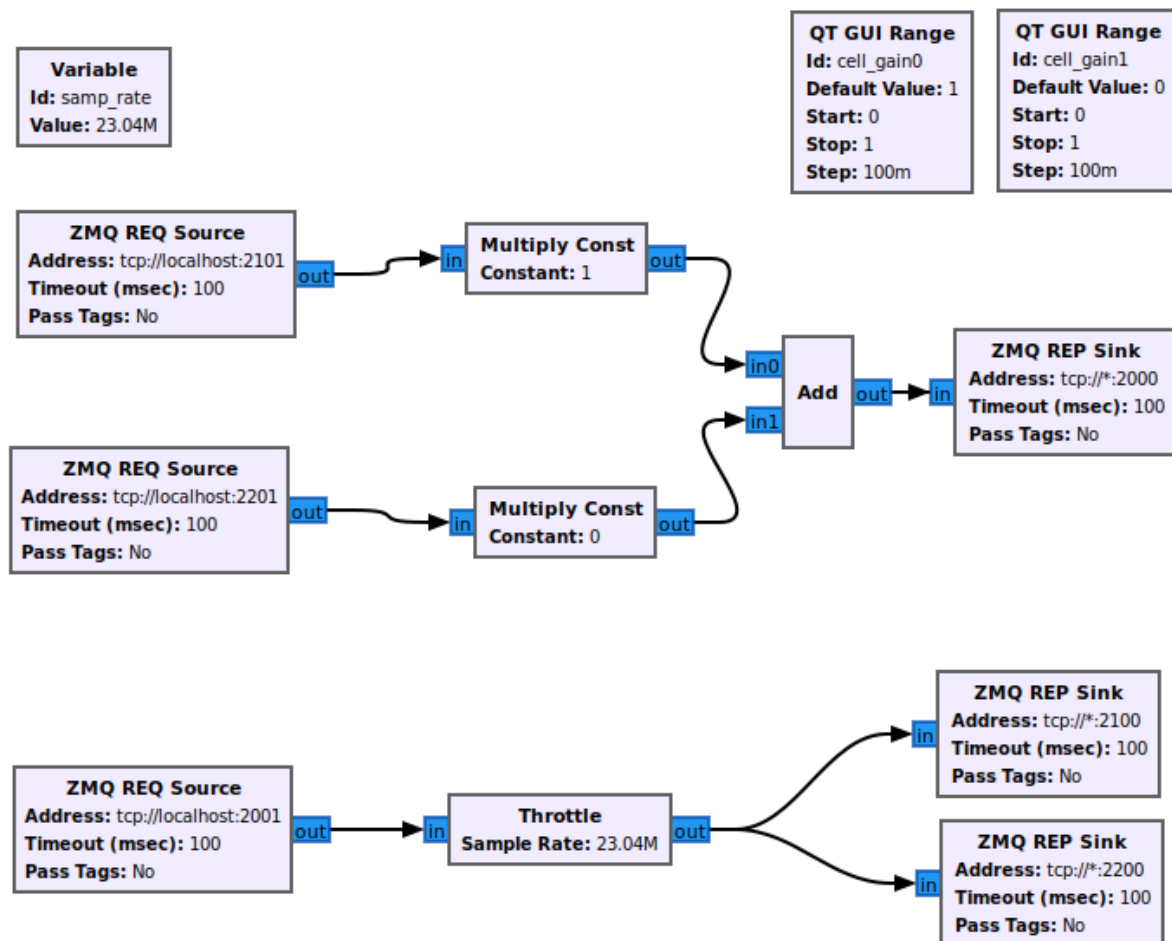 Variable
Id: samp_rate
Value: 23.04M
QT GUI Range
Id: cell_gain0
Default Value: 1
Start: 0
Stop: 1
Step: 100m
QT GUI Range
Id: cell_gain1
Default Value: 0
Start: 0
Stop: 1
Step: 100m
ZMQ REQ Source
Address: tcp://localhost:2101
Timeout (msec): 100
Pass Tags: No
out
in
Multiply Const
Constant: 1
out
ZMQ REQ Source
Address: tcp://localhost:2201
Timeout (msec): 100
Pass Tags: No
out
in
Multiply Const
Constant: 0
out
in0
in1
Add
out
in
ZMQ REP Sink
Address: tcp://*:2000
Timeout (msec): 100
Pass Tags: No
ZMQ REQ Source
Address: tcp://localhost:2001
Timeout (msec): 100
Pass Tags: No
out
in
Throttle
Sample Rate: 23.04M
out
in
ZMQ REP Sink
Address: tcp://*:2100
Timeout (msec): 100
Pass Tags: No
in
ZMQ REP Sink
Address: tcp://*:2200
Timeout (msec): 100
Pass Tags: No